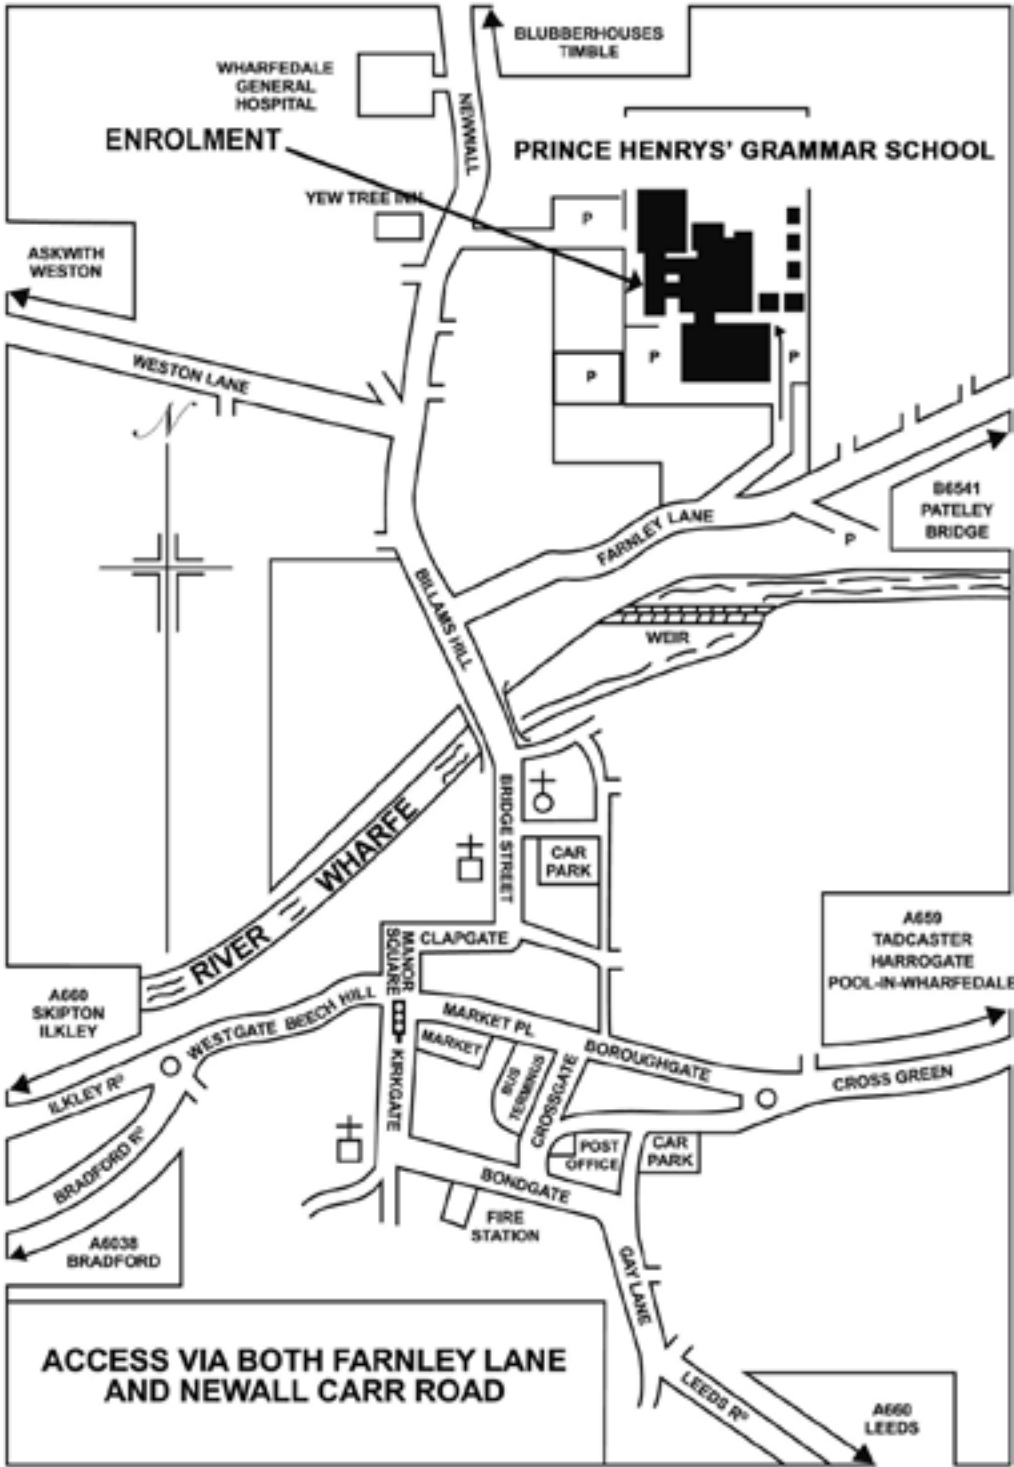 BLUBBERHOUSES
TIMBLE
WHARFEDALE
GENERAL
HOSPITAL
NEWWALL
ENROLMENT
PRINCE HENRYS' GRAMMAR SCHOOL
YEW TREE INN
P
ASKWITH
WESTON
WESTON LANE
P
P
P
N
B6541
PATELEY
BRIDGE
FARNLEY LANE
P
BILLAMS HILL
WEIR
BRIDGE STREET
RIVER WHARFE
CAR
PARK
A659
TADCASTER
HARROGATE
POOL-IN-WHARFEDALE
MANOR
SQUARE
CLAPGATE
A660
SKIPTON
ILKLEY
WESTGATE BEECH HILL
MARKET PL
MARKET
BOROUGHGATE
KIRKGATE
BUS
TERMINUS
CROSSGATE
CROSS GREEN
ILKLEY RD
BRADFORD RD
POST
OFFICE
CAR
PARK
BONDGATE
FIRE
STATION
A6038
BRADFORD
GAY LANE
ACCESS VIA BOTH FARNLEY LANE
AND NEWALL CARR ROAD
LEEDS RD
A660
LEEDS